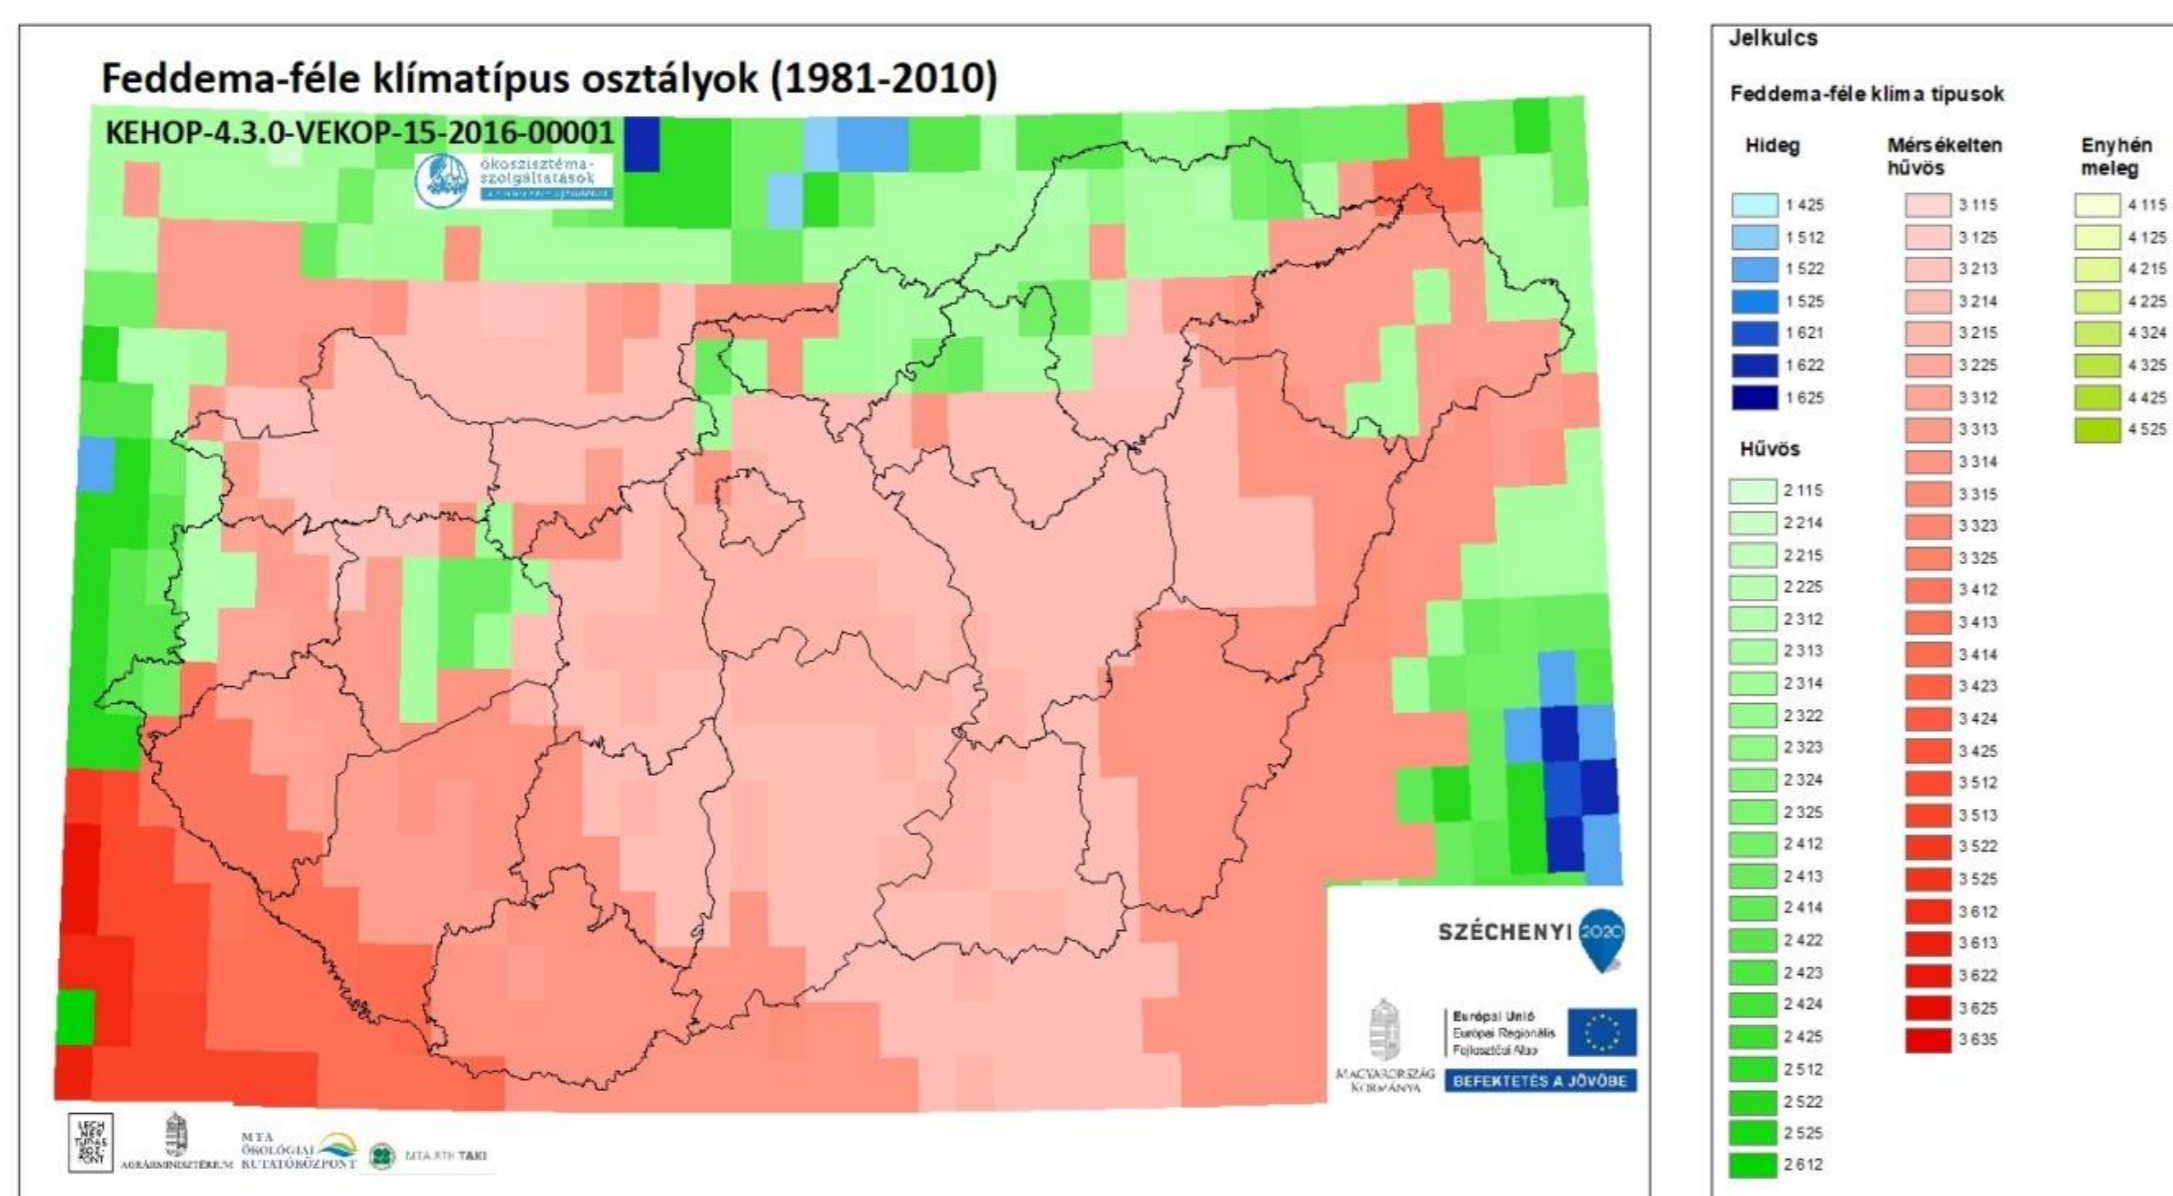 Feddema-féle klímatípus osztályok (1981-2010)
KEHOP-4.3.0-VEKOP-15-2016-00001
ökoszisztéma-
szolgáltatások
SZÉCHENYI 2020
MAGYARORSZÁG
KORMÁNYA
Európai Unió
Európai Regionális
Fejlesztési Alap
BEFEKTETÉS A JÖVŐBE
LECH
NER
TUDÁS
KÖZ-
PONT
AGRÁRMINISZTÉRIUM
MTA
ÖKOLÓGIAI
KUTATÓKÖZPONT
MTA ATK TAKI
Jelkulcs
Feddema-féle klíma típusok
Hideg
1 425
1 512
1 522
1 525
1 621
1 622
1 625
Hűvös
2 115
2 214
2 215
2 225
2 312
2 313
2 314
2 322
2 323
2 324
2 325
2 412
2 413
2 414
2 422
2 423
2 424
2 425
2 512
2 522
2 525
2 612
Mérsékelten
hűvös
3 115
3 125
3 213
3 214
3 215
3 225
3 312
3 313
3 314
3 315
3 323
3 325
3 412
3 413
3 414
3 423
3 424
3 425
3 512
3 513
3 522
3 525
3 612
3 613
3 622
3 625
3 635
Enyhén
meleg
4 115
4 125
4 215
4 225
4 324
4 325
4 425
4 525